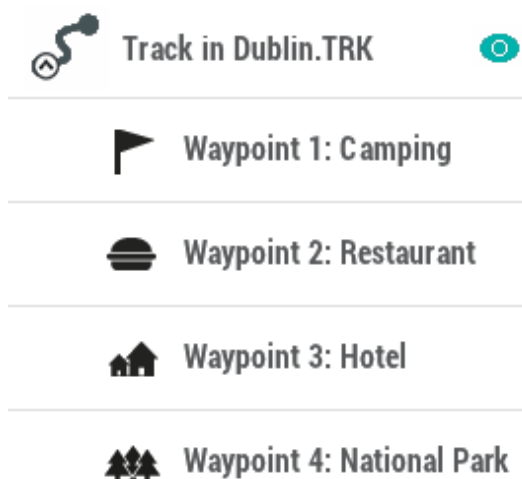 Track in Dublin.TRK
Waypoint 1: Camping
Waypoint 2: Restaurant
Waypoint 3: Hotel
Waypoint 4: National Park